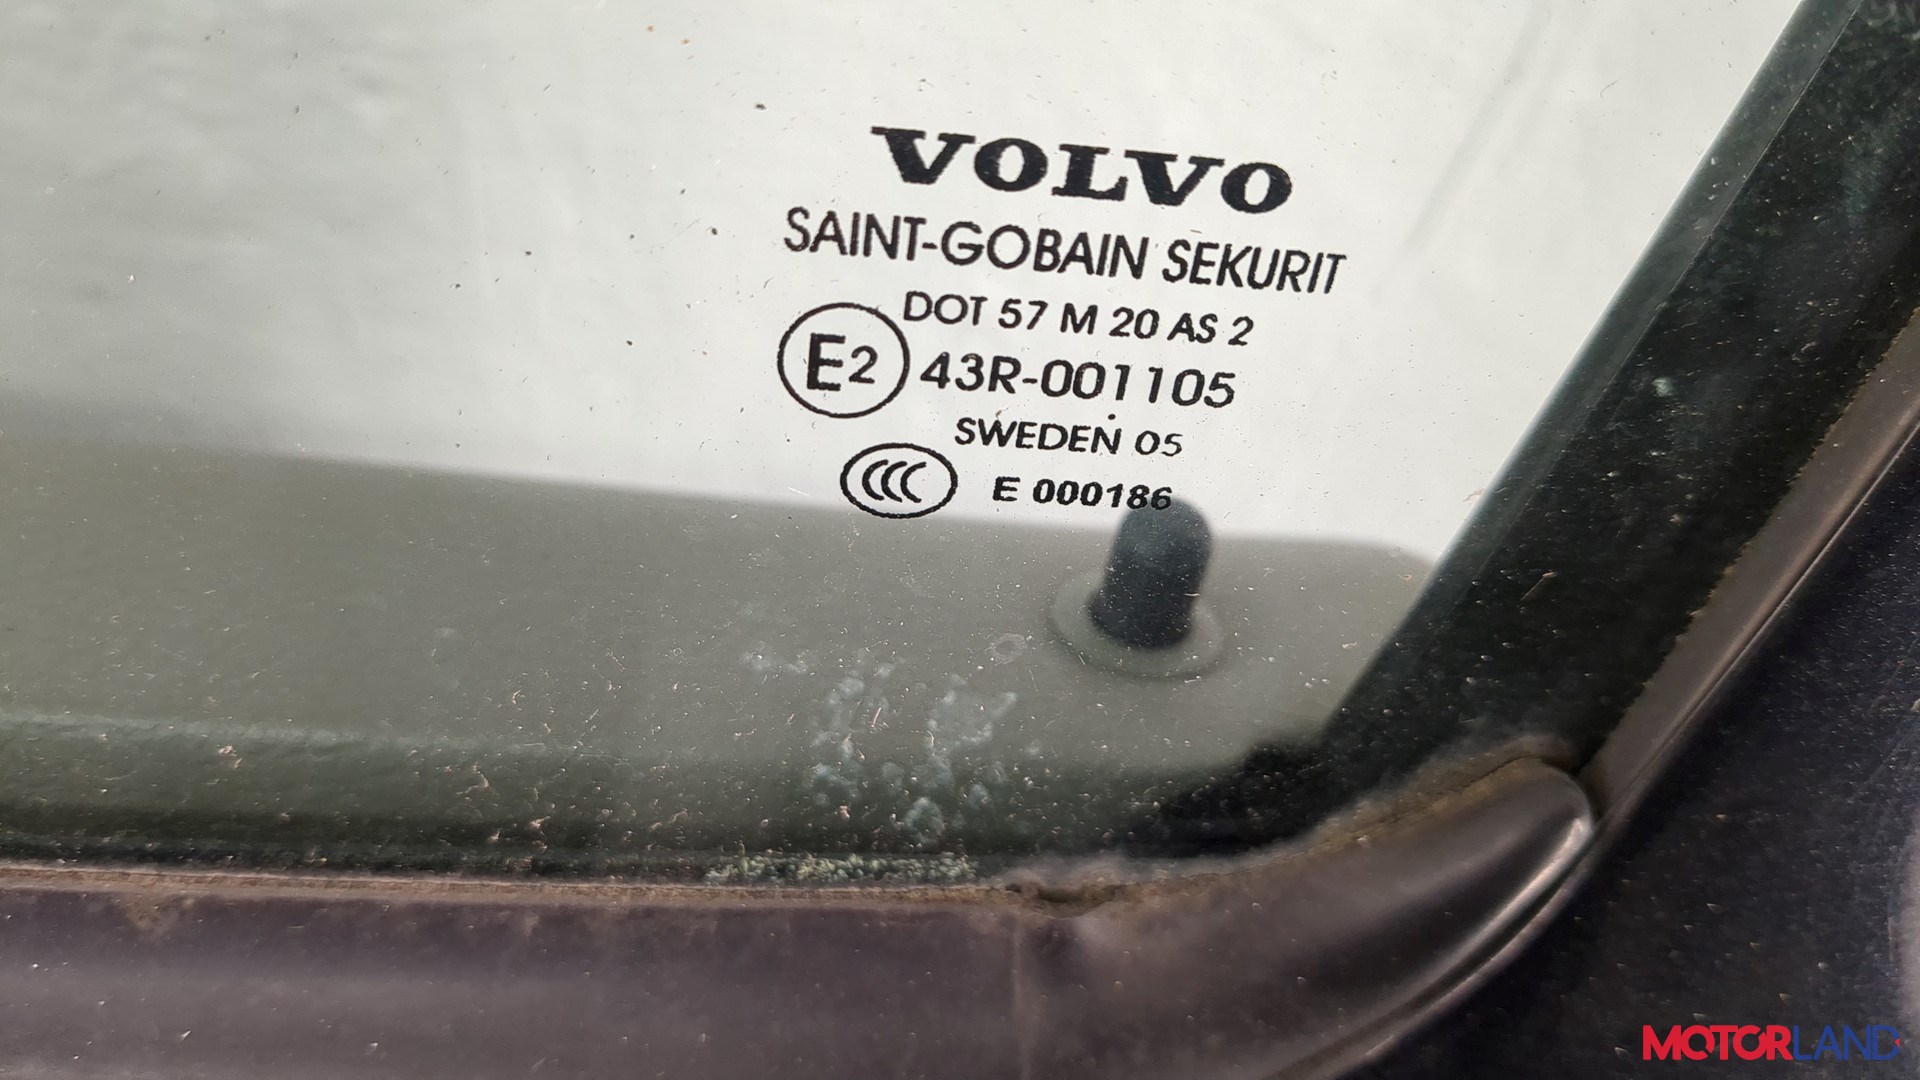 VOLVO
SAINT-GOBAIN SEKURIT
DOT 57 M 20 AS 2
E2 43R-001105
SWEDEN 05
CCC E 000186
MOTORLAND